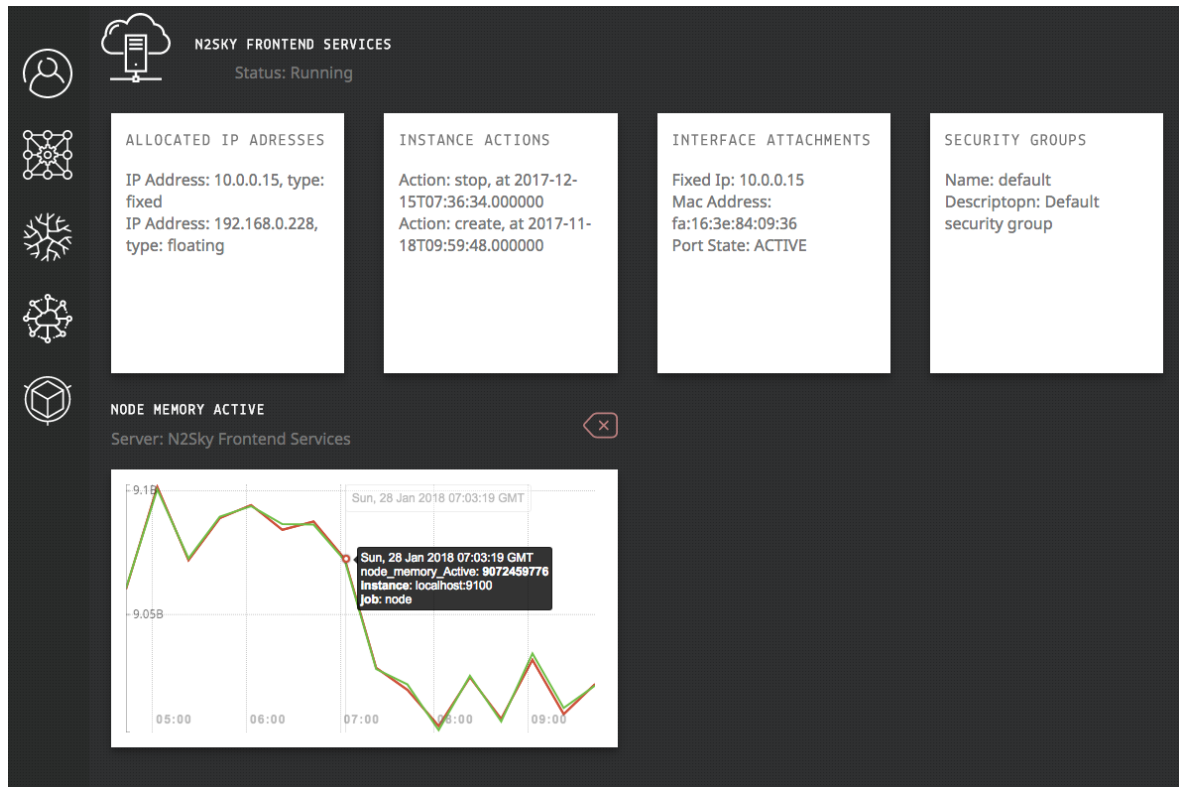 N2SKY FRONTEND SERVICES
Status: Running
ALLOCATED IP ADRESSES
IP Address: 10.0.0.15, type:
fixed
IP Address: 192.168.0.228,
type: floating
INSTANCE ACTIONS
Action: stop, at 2017-12-
15T07:36:34.000000
Action: create, at 2017-11-
18T09:59:48.000000
INTERFACE ATTACHMENTS
Fixed Ip: 10.0.0.15
Mac Address:
fa:16:3e:84:09:36
Port State: ACTIVE
SECURITY GROUPS
Name: default
Descriptopn: Default
security group
NODE MEMORY ACTIVE
Server: N2Sky Frontend Services
9.1B
Sun, 28 Jan 2018 07:03:19 GMT
Sun, 28 Jan 2018 07:03:19 GMT
node_memory_Active: 9072459776
Instance: localhost:9100
job: node
9.05B
05:00 06:00 07:00 08:00 09:00